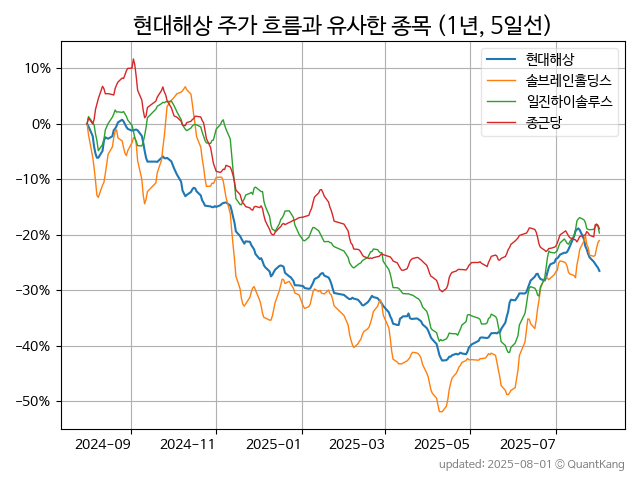 현대해상 주가 흐름과 유사한 종목 (1년, 5일선)
현대해상
솔브레인홀딩스
일진하이솔루스
종근당
10%
0%
−10%
−20%
−30%
−40%
−50%
2024-09 2024-11 2025-01 2025-03 2025-05 2025-07
updated: 2025-08-01 © QuantKang